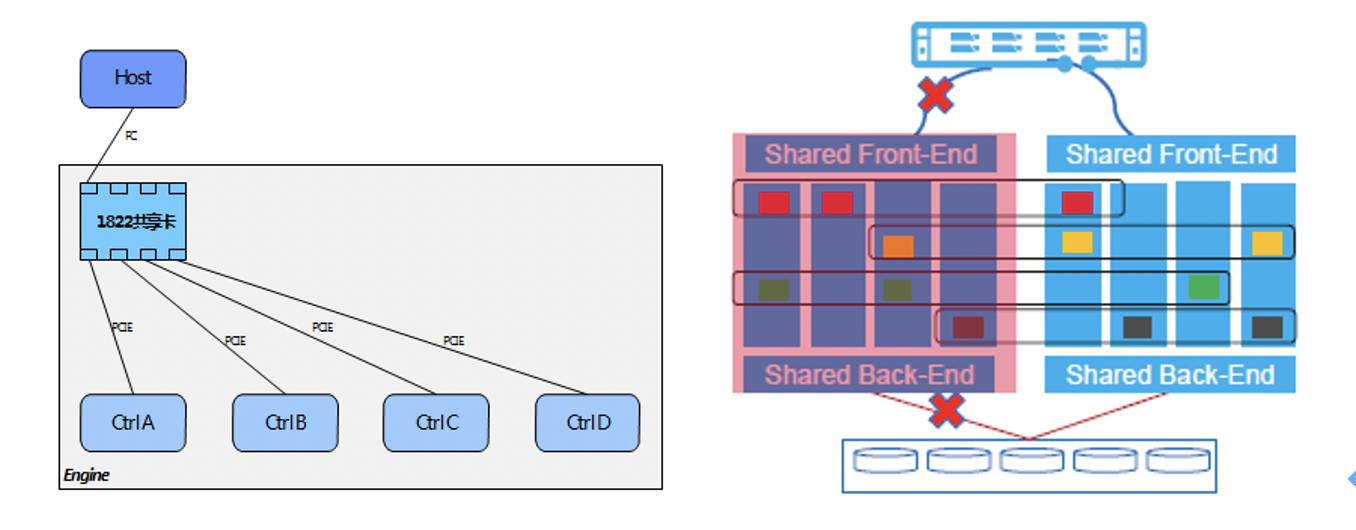 Host
FC
1822共享卡
PCIE
PCIE
PCIE
PCIE
CtrlA
CtrlB
CtrlC
CtrlD
Engine
Shared Front-End
Shared Front-End
Shared Back-End
Shared Back-End